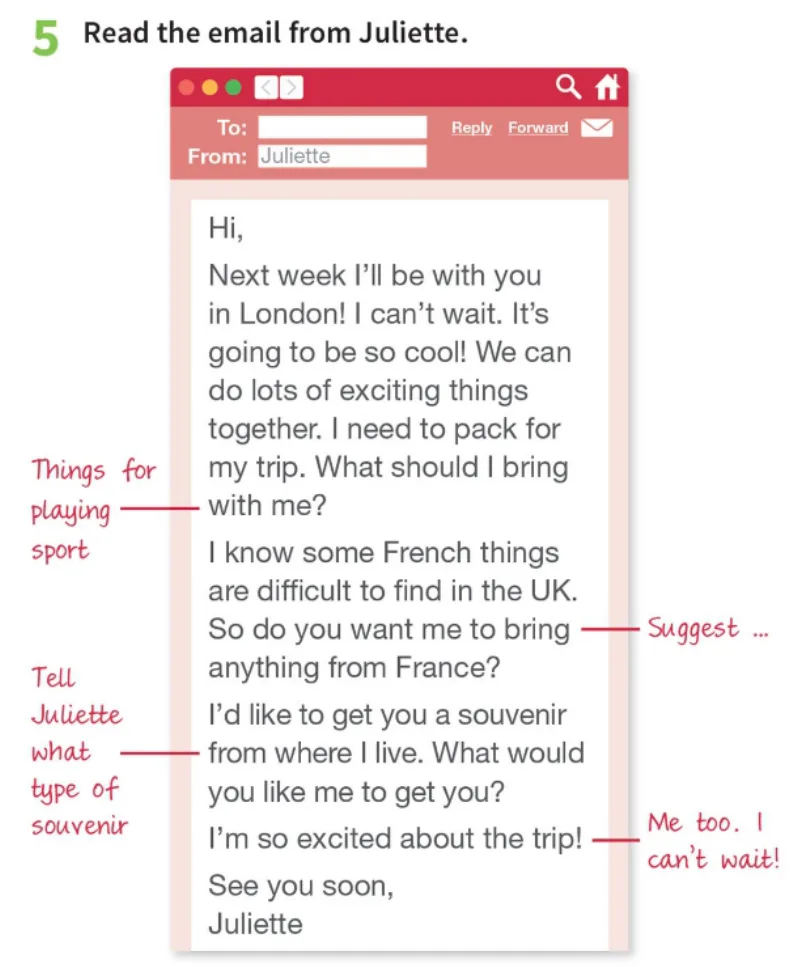 5 Read the email from Juliette.
To:
Reply Forward
From: Juliette
Hi,
Next week I'll be with you
in London! I can't wait. It's
going to be so cool! We can
do lots of exciting things
together. I need to pack for
my trip. What should I bring
with me?
Things for
playing
sport
I know some French things
are difficult to find in the UK.
So do you want me to bring
anything from France?
Suggest ...
I'd like to get you a souvenir
from where I live. What would
you like me to get you?
Tell
Juliette
what
type of
souvenir
I'm so excited about the trip!
Me too. I
can't wait!
See you soon,
Juliette